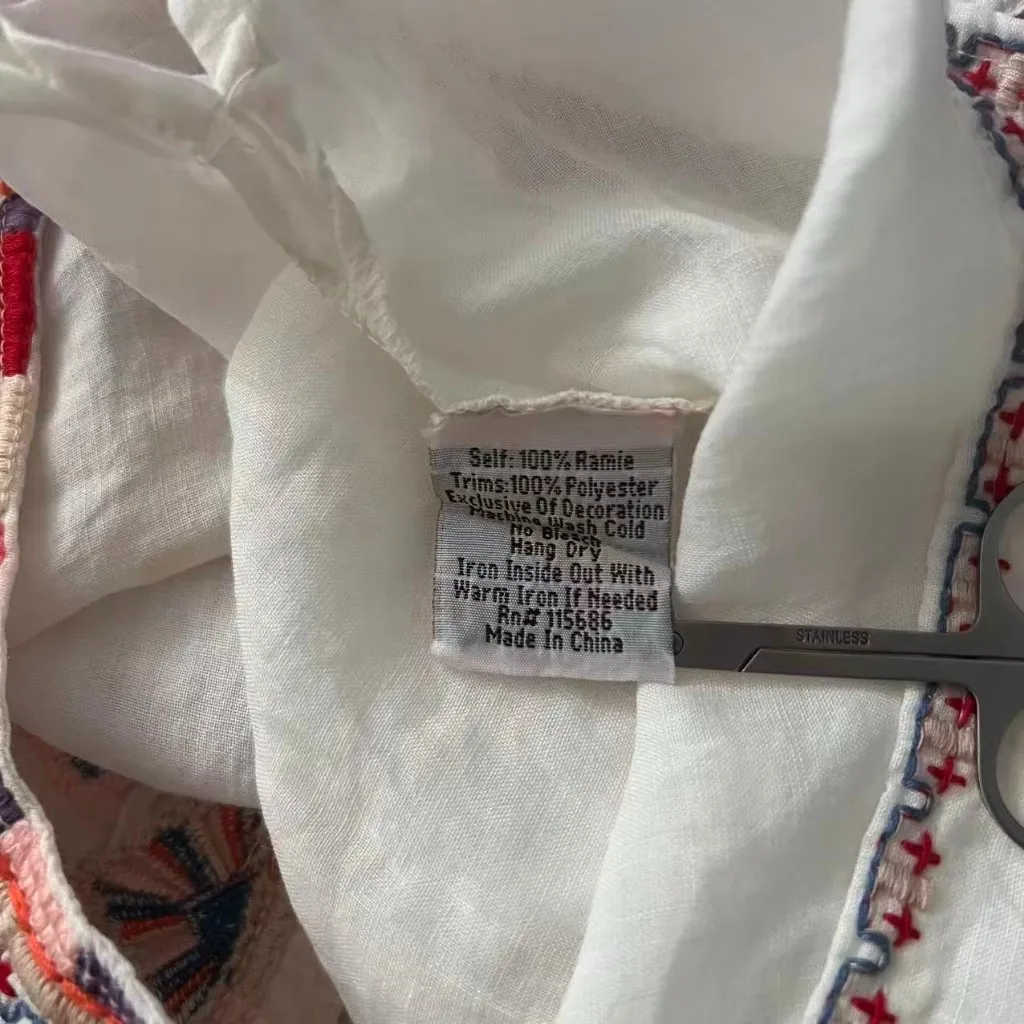 Self: 100% Ramie
Trims:100% Polyester
Exclusive Of Decoration
Machine Wash Cold
No Bleach
Hang Dry
Iron Inside Out With
Warm Iron If Needed
Rn# 115686
Made In China
STAINLESS